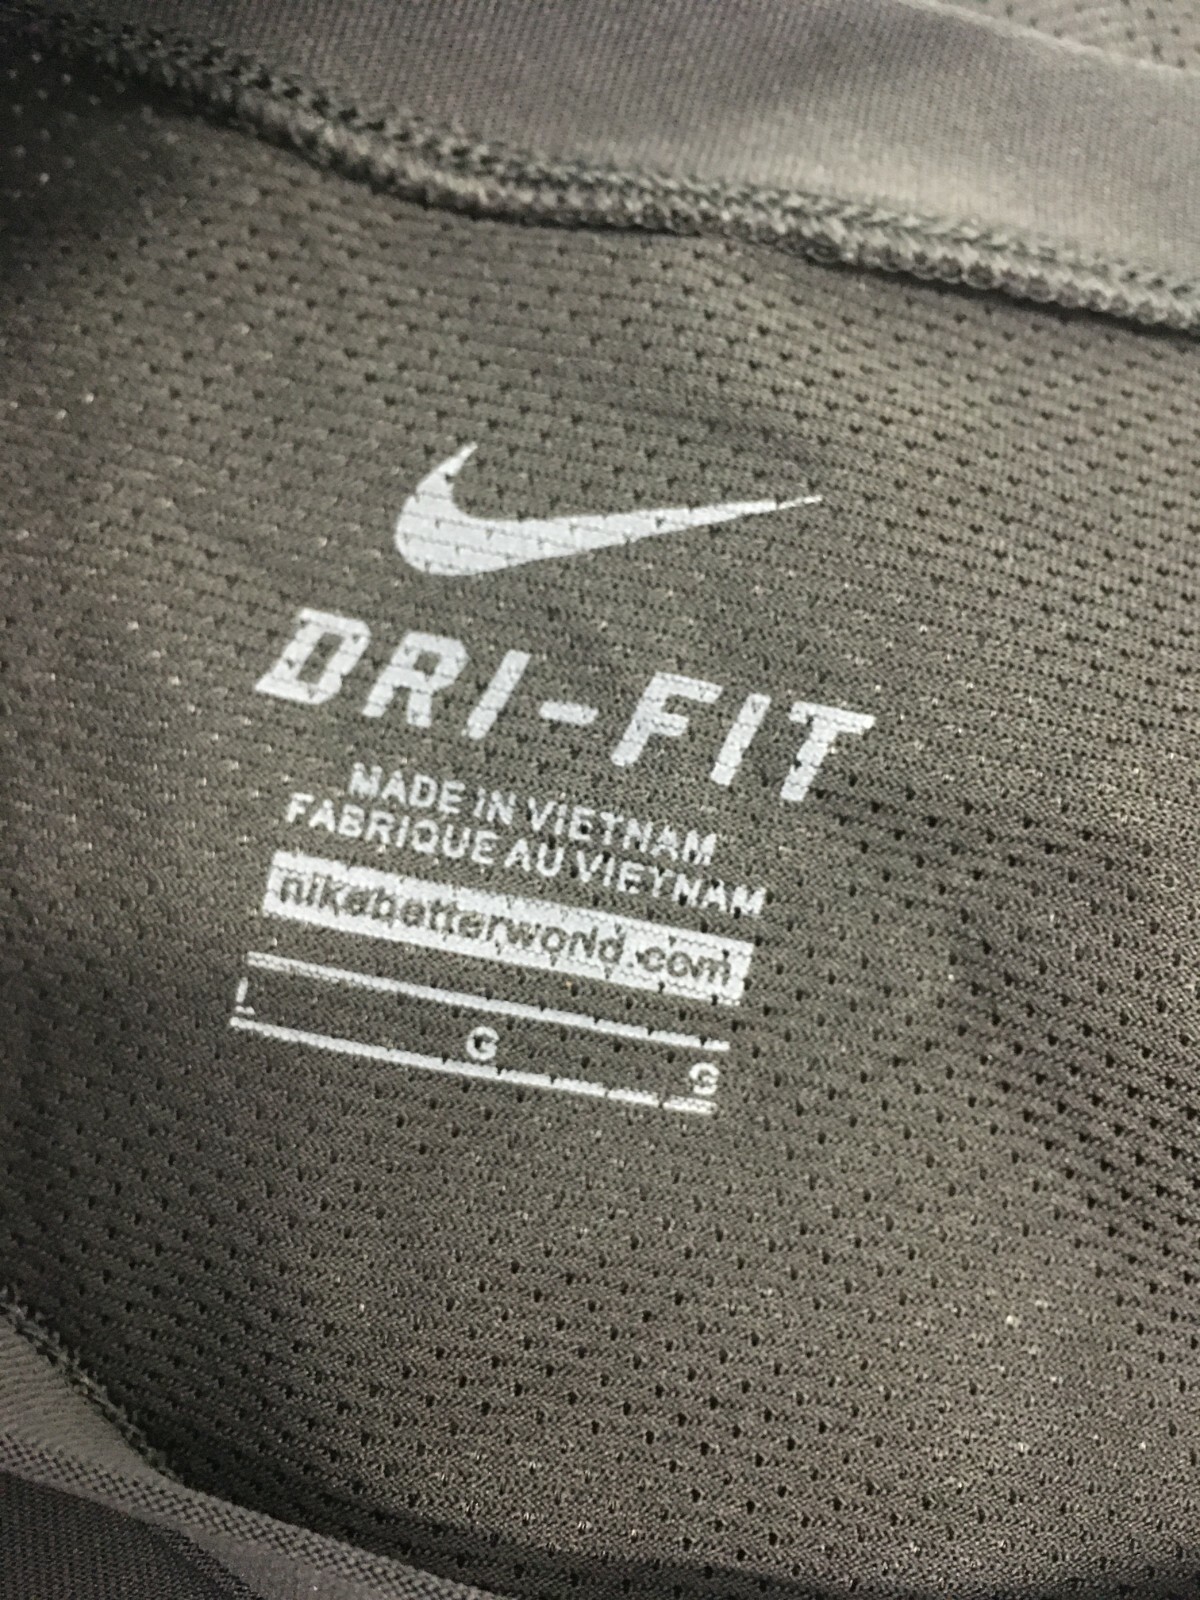 DRI-FIT
MADE IN VIETNAM
FABRIQUE AU VIETNAM
nikebetterworld.com
L G G